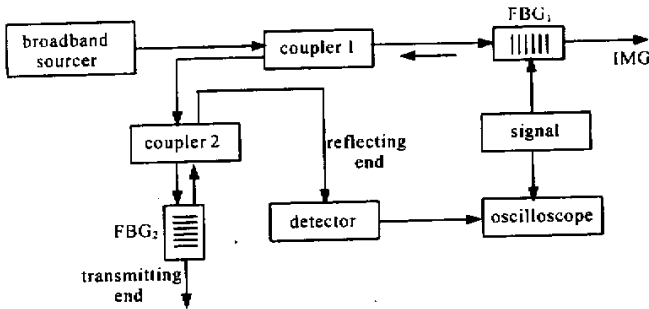 FBG₁
broadband
sourcer
coupler 1
IMG
coupler 2
reflecting
end
signal
FBG₂
detector
oscilloscope
transmitting
end